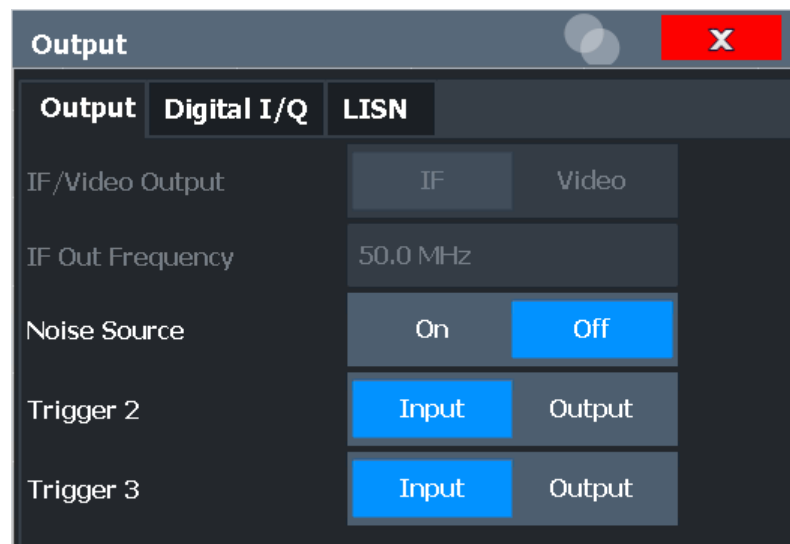 Output X
Output Digital I/Q LISN
IF/Video Output IF Video
IF Out Frequency 50.0 MHz
Noise Source On Off
Trigger 2 Input Output
Trigger 3 Input Output